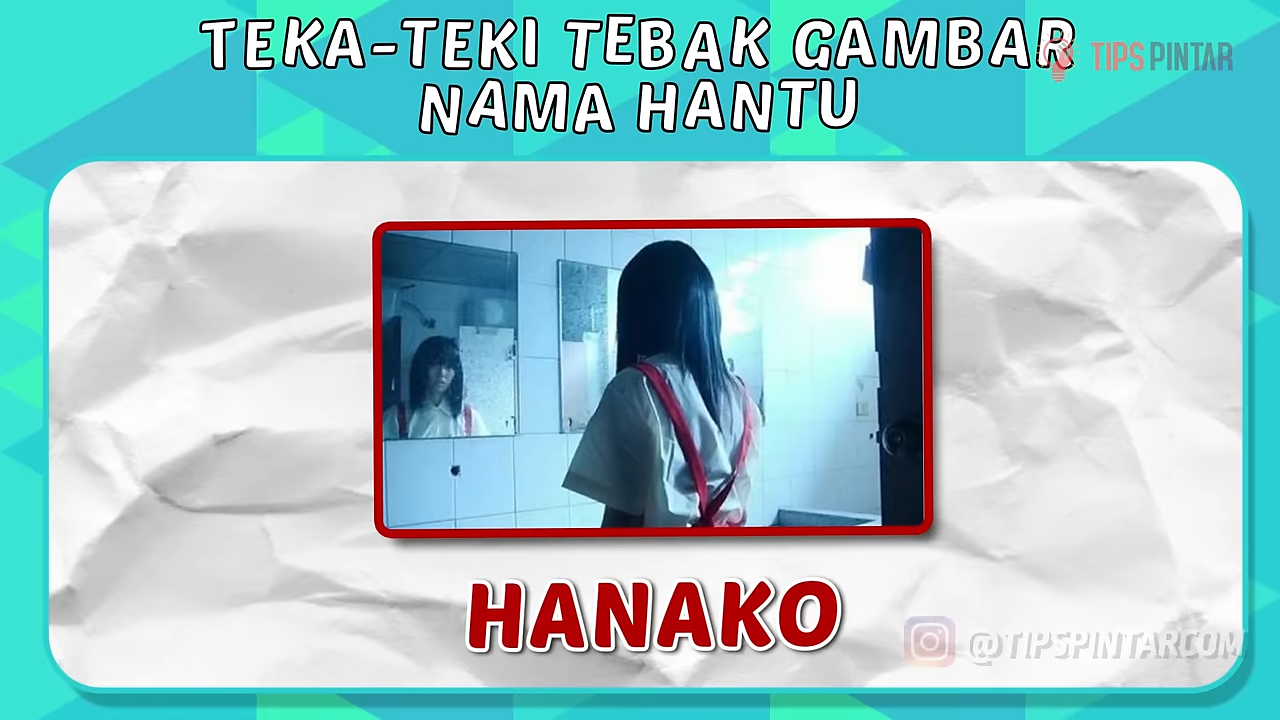 TEKA-TEKI TEBAK GAMBAR
NAMA HANTU
TIPS PINTAR
HANAKO
@TIPSPINTARCOM